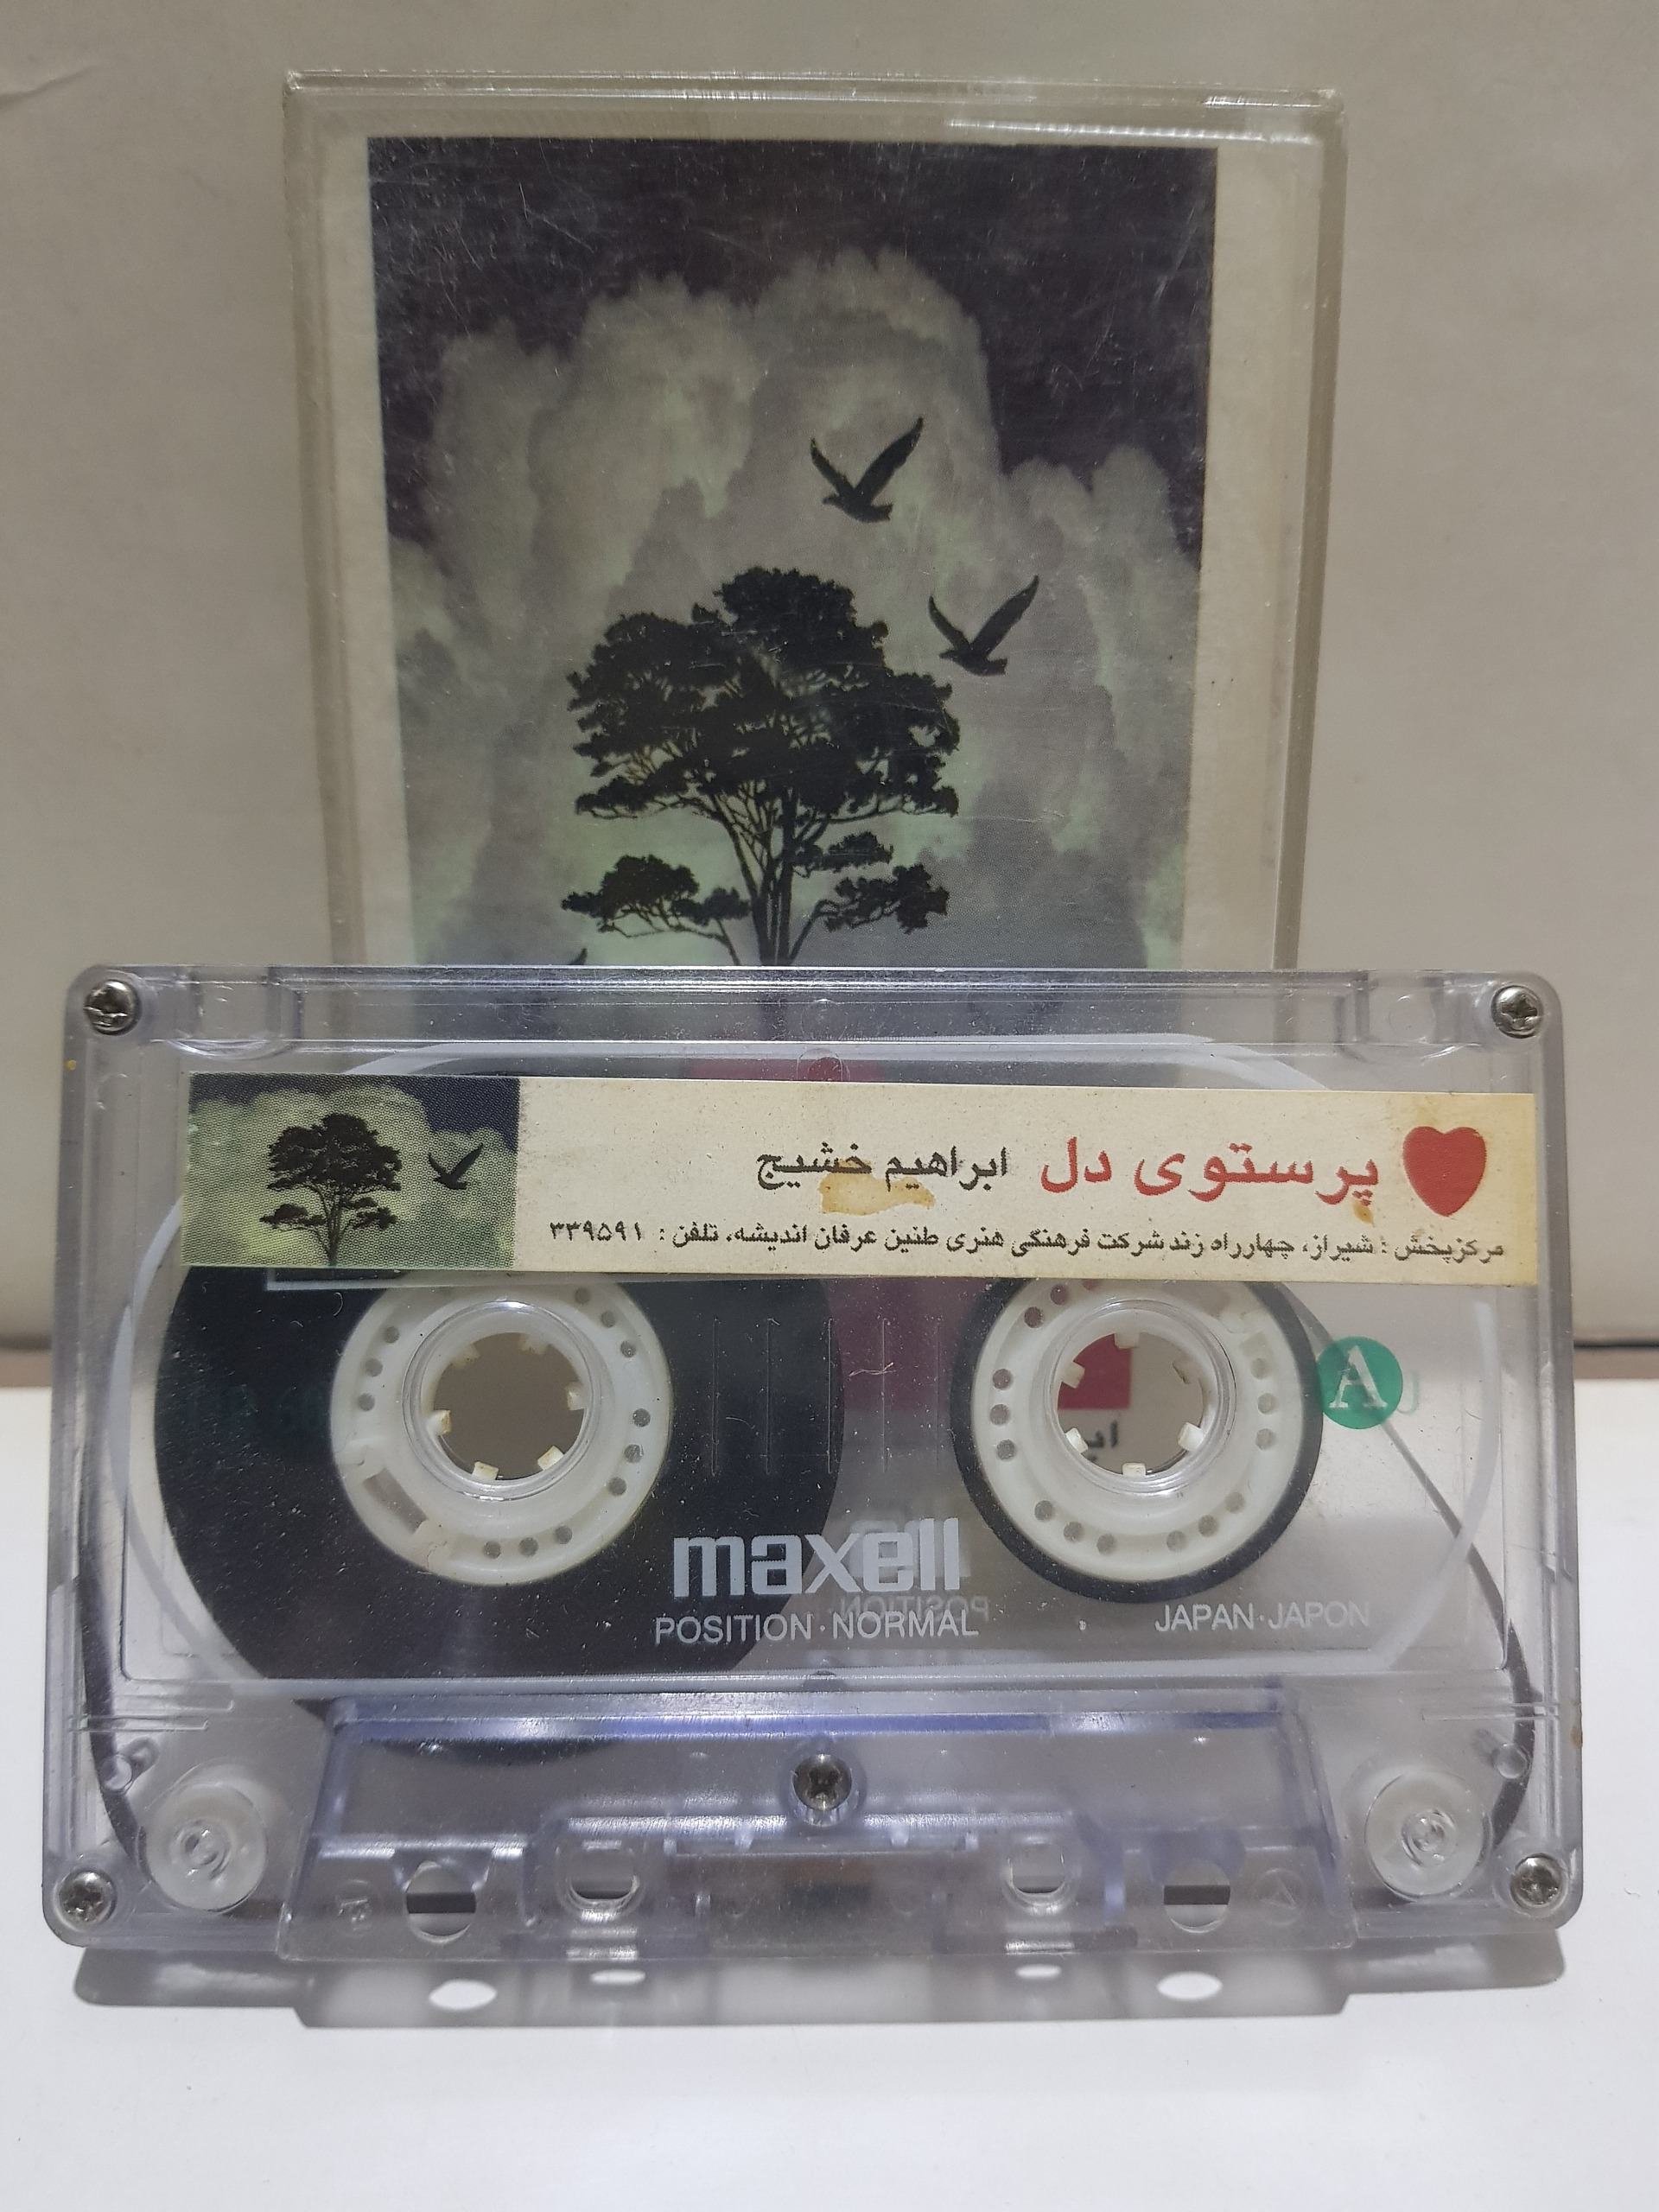 پرستوی دل ابراهیم خشیج
مرکزپخش : شیراز، چهارراه زند شرکت فرهنگی هنری طنین عرفان اندیشه، تلفن : ۳۳۹۵۹۱
A
maxell
POSITION·NORMAL
JAPAN·JAPON